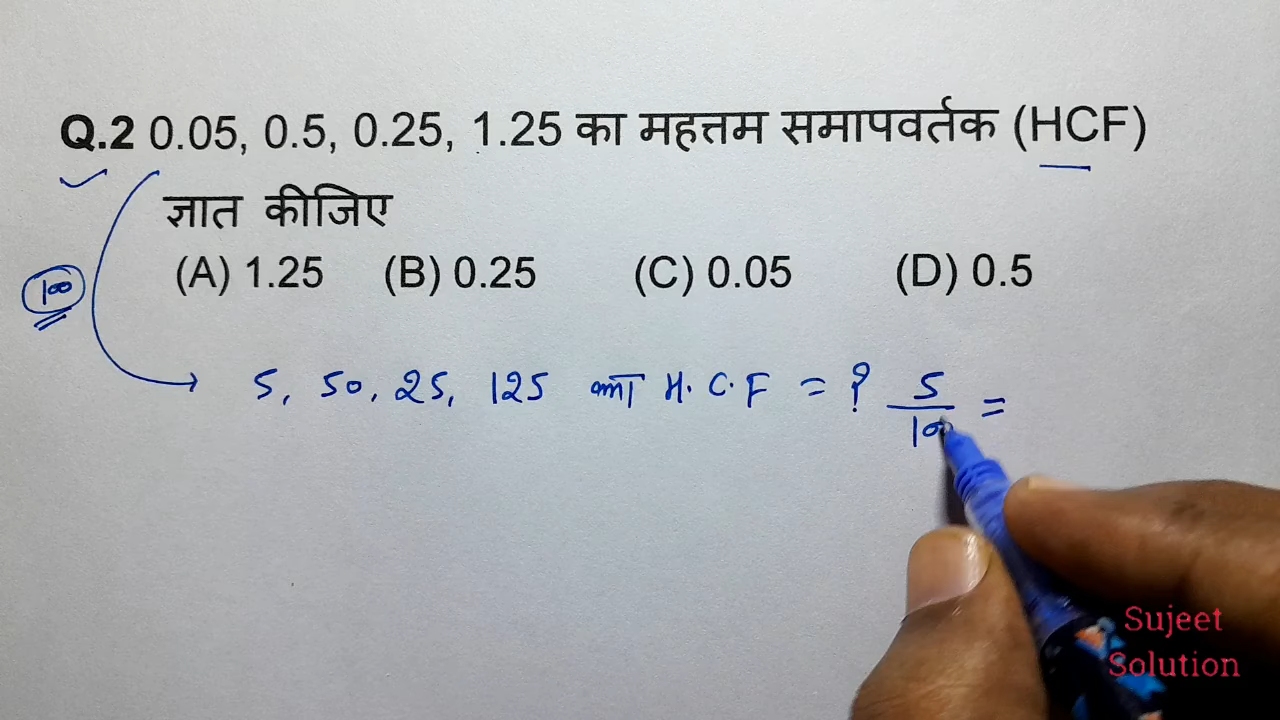 Q.2 0.05, 0.5, 0.25, 1.25 का महत्तम समापवर्तक (HCF)
ज्ञात कीजिए
(A) 1.25 (B) 0.25 (C) 0.05 (D) 0.5
100
5, 50, 25, 125 का H.C.F = ? 5/100 =
Sujeet
Solution